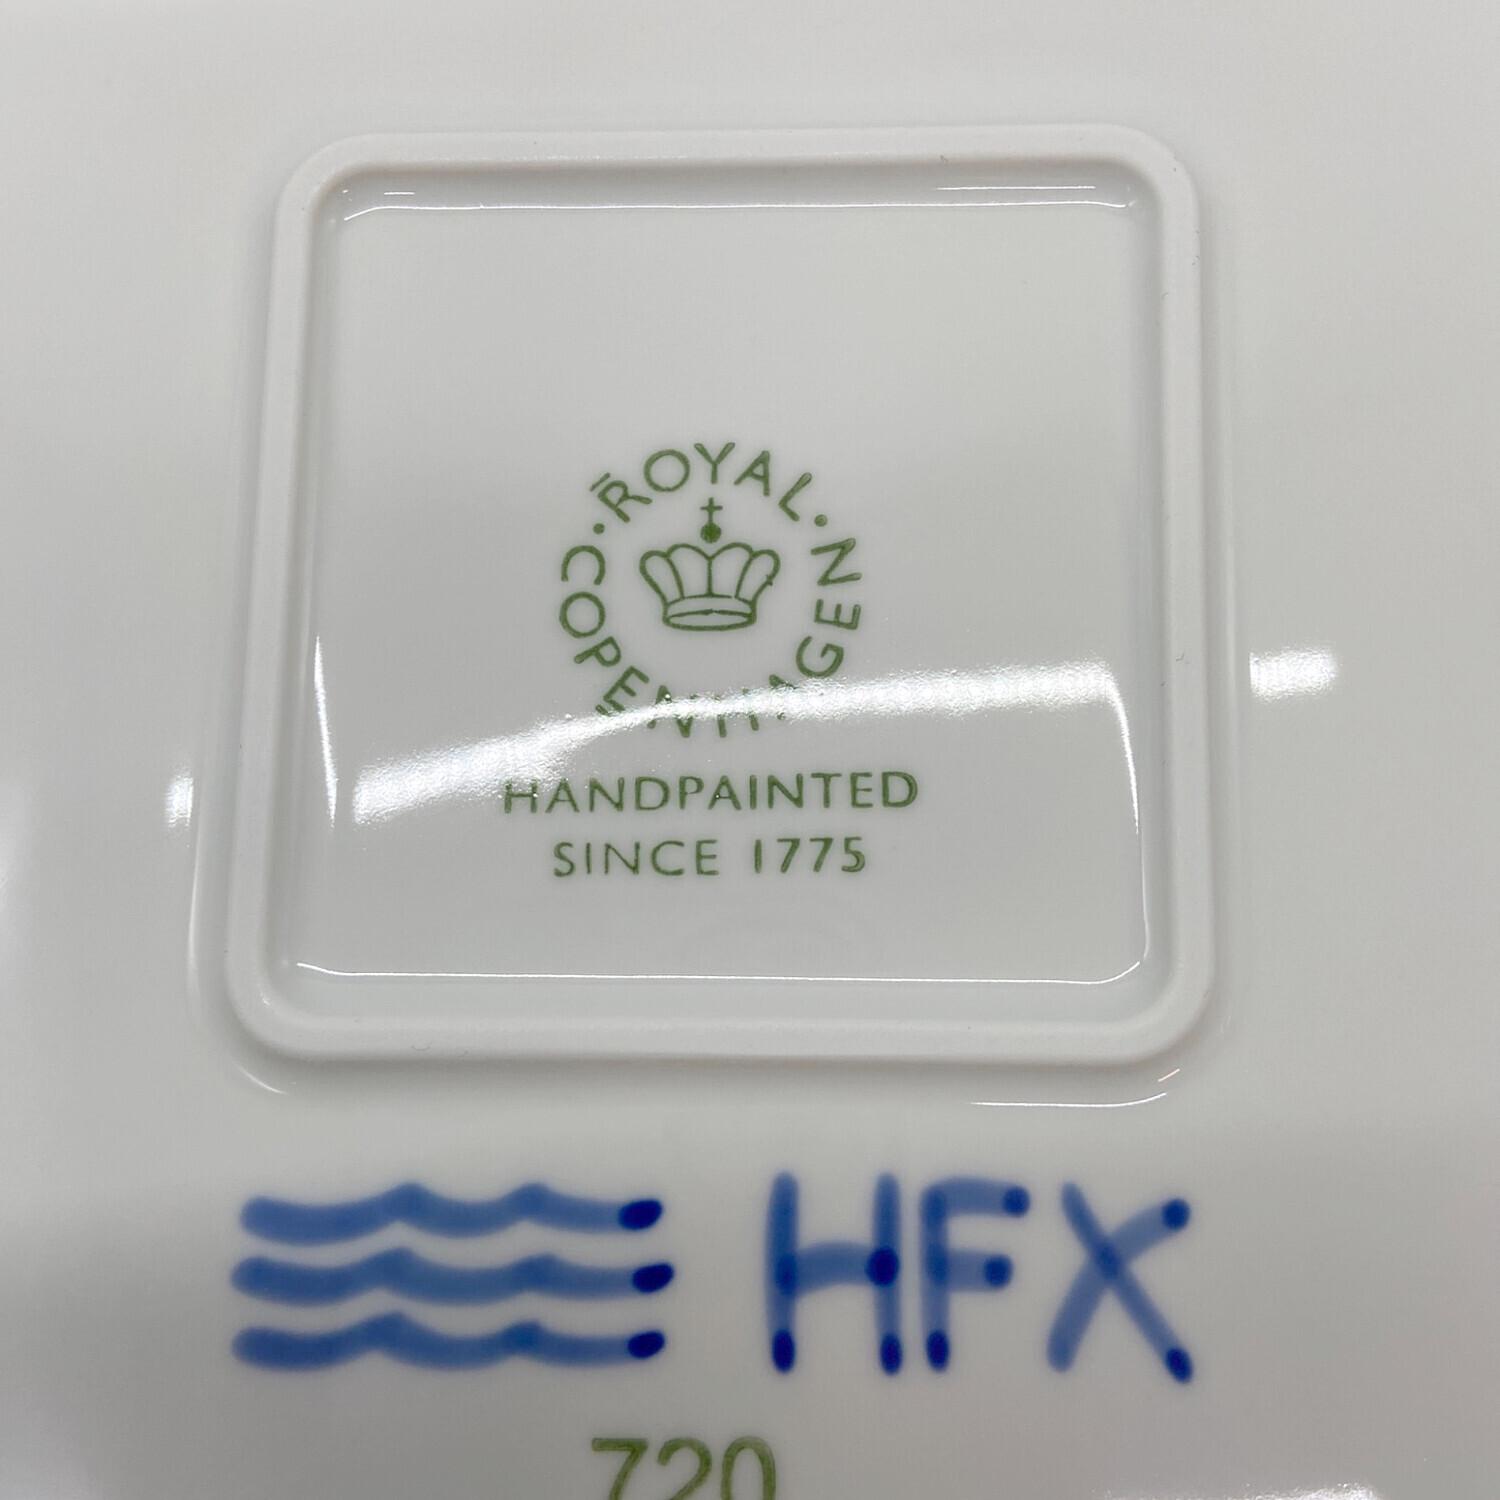 ROYAL
COPENHAGEN
HANDPAINTED
SINCE 1775
HFX
720